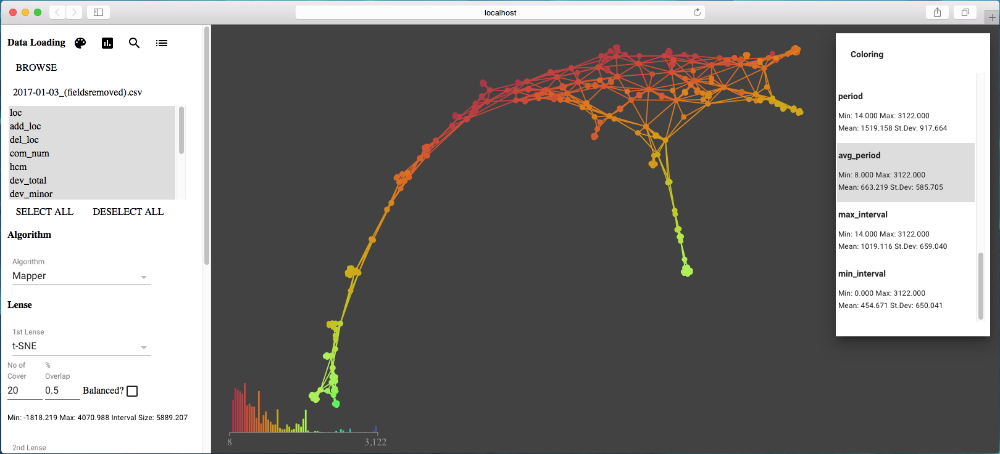 localhost
Data Loading
BROWSE
2017-01-03_(fieldsremoved).csv
loc
add_loc
del_loc
com_num
hcm
dev_total
dev_minor
SELECT ALL DESELECT ALL
Algorithm
Algorithm
Mapper
Lense
1st Lense
t-SNE
No of Cover
% Overlap
20
0.5
Balanced?
Min: -1818.219 Max: 4070.988 Interval Size: 5889.207
2nd Lense
8
3,122
Coloring
period
Min: 14.000 Max: 3122.000
Mean: 1519.158 St.Dev: 917.664
avg_period
Min: 8.000 Max: 3122.000
Mean: 663.219 St.Dev: 585.705
max_interval
Min: 14.000 Max: 3122.000
Mean: 1019.116 St.Dev: 659.040
min_interval
Min: 0.000 Max: 3122.000
Mean: 454.671 St.Dev: 650.041